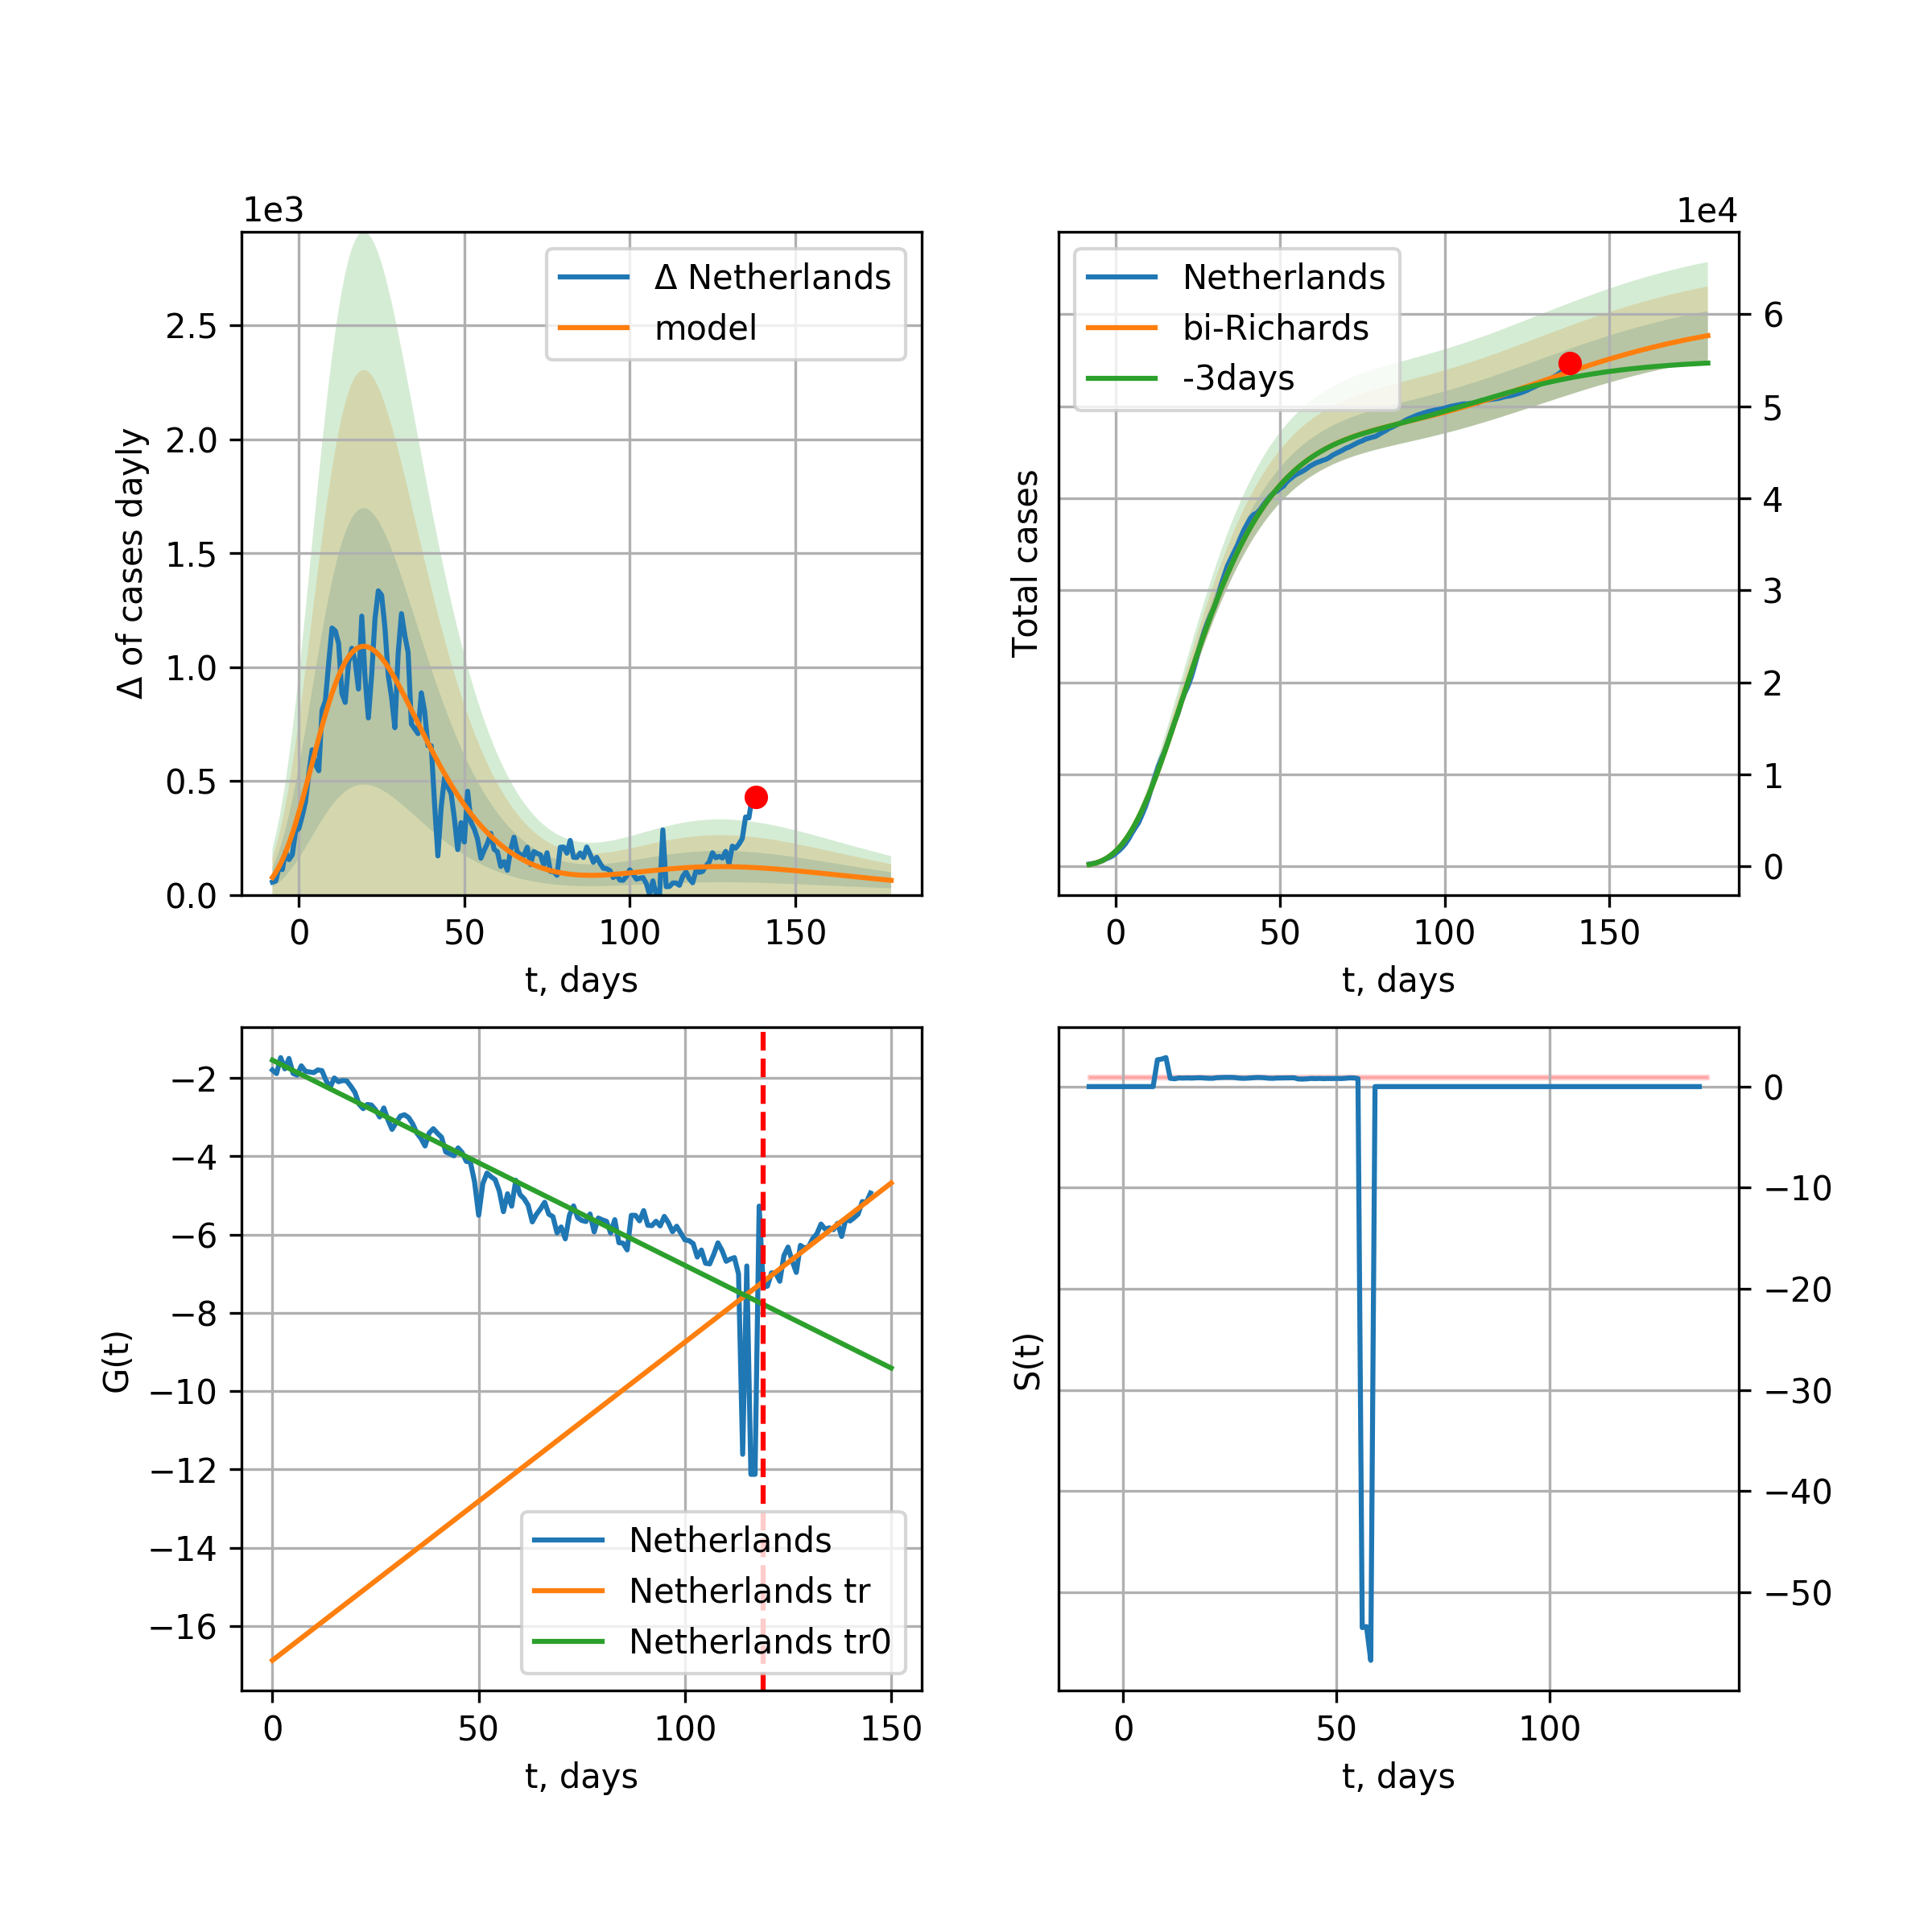 1e3
Δ Netherlands
model
2.5
2.0
1.5
1.0
0.5
0.0
Δ of cases dayly
0 50 100 150
t, days
1e4
Netherlands
bi-Richards
-3days
6
5
4
3
2
1
0
Total cases
0 50 100 150
t, days
−2
−4
−6
−8
−10
−12
−14
−16
G(t)
Netherlands
Netherlands tr
Netherlands tr0
0 50 100 150
t, days
0
−10
−20
−30
−40
−50
S(t)
0 50 100
t, days